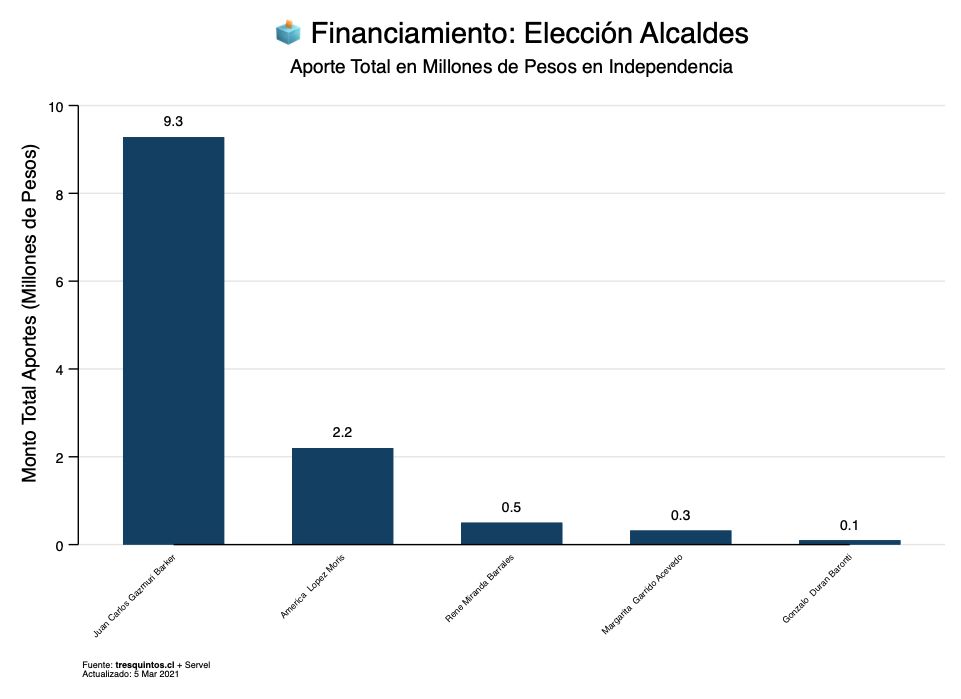 Financiamiento: Elección Alcaldes
Aporte Total en Millones de Pesos en Independencia
Monto Total Aportes (Millones de Pesos)
10
8
6
4
2
0
9.3
2.2
0.5
0.3
0.1
Juan Carlos Gazmuri Barker
America  Lopez Moris
Rene Miranda Barrales
Margarita  Garrido Acevedo
Gonzalo  Duran Baronti
Fuente: tresquintos.cl + Servel
Actualizado: 5 Mar 2021